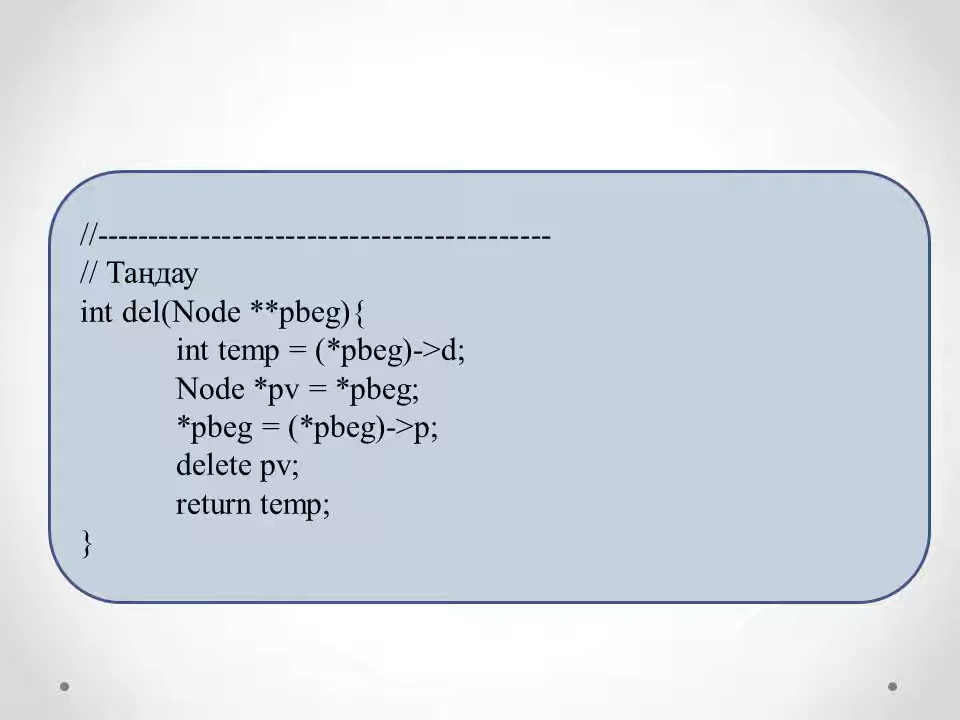 //-------------------------------------------
// Таңдау
int del(Node **pbeg){
int temp = (*pbeg)->d;
Node *pv = *pbeg;
*pbeg = (*pbeg)->p;
delete pv;
return temp;
}